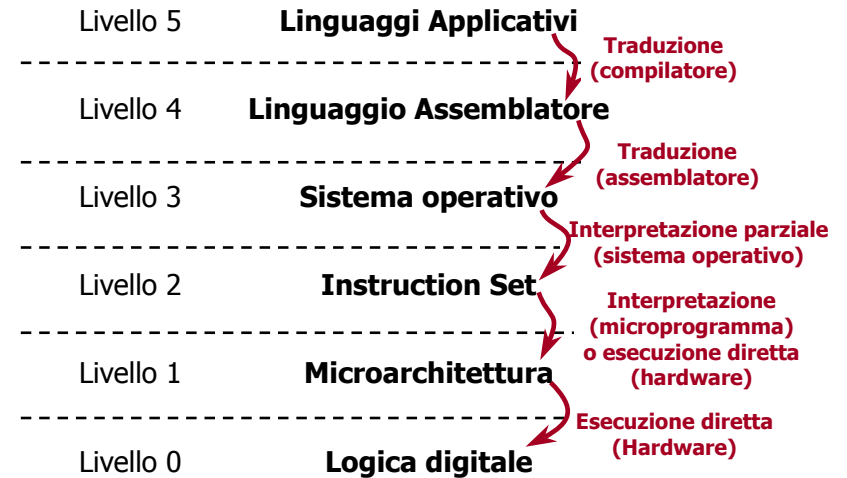 Livello 5 Linguaggi Applicativi
Traduzione
(compilatore)
Livello 4 Linguaggio Assemblatore
Traduzione
(assemblatore)
Livello 3 Sistema operativo
Interpretazione parziale
(sistema operativo)
Livello 2 Instruction Set
Interpretazione
(microprogramma)
o esecuzione diretta
(hardware)
Livello 1 Microarchitettura
Esecuzione diretta
(Hardware)
Livello 0 Logica digitale